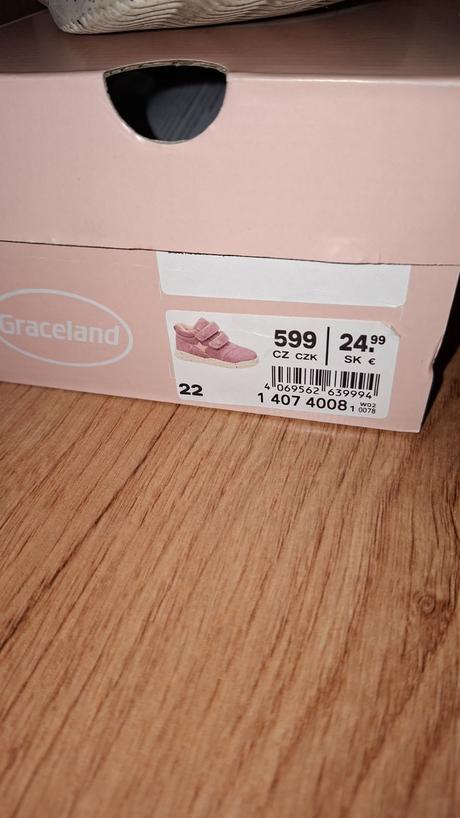 Graceland
599 | 24.99
CZ CZK SK €
4 069562 639994
22
1 407 4008 1 W02
0078